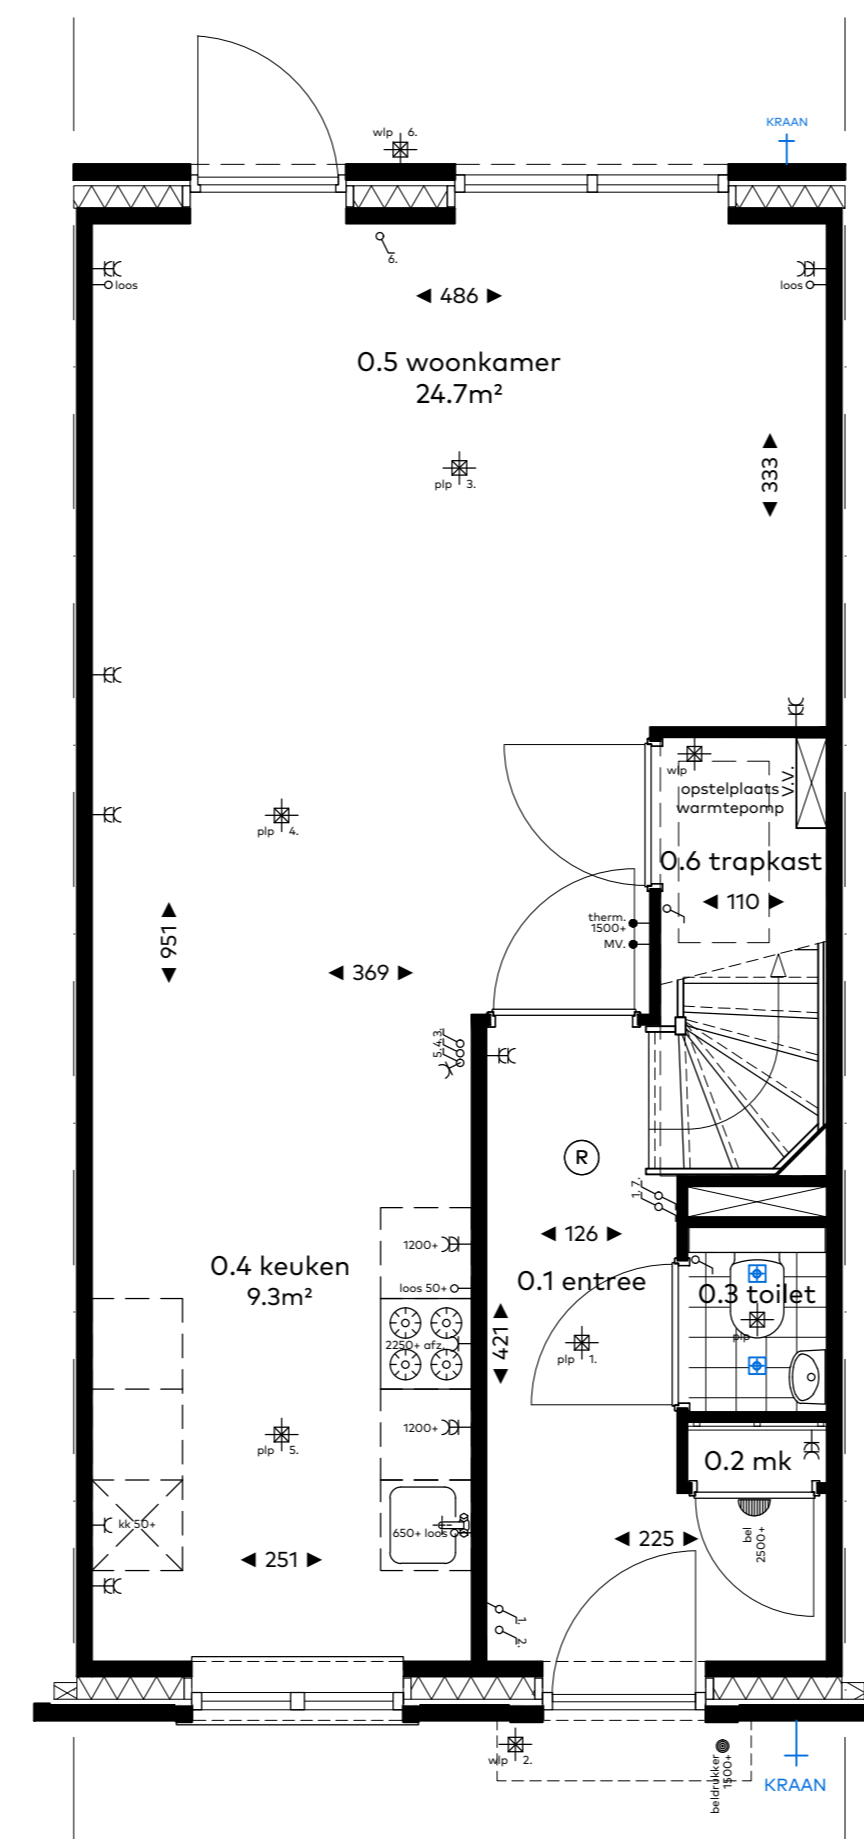 KRAAN
wlp 6.
6.
loos
loos
486
0.5 woonkamer
24.7m²
333
plp 3.
wlp
opstelplaats
warmtepomp
V.V.
plp 4.
0.6 trapkast
110
therm.
1500+
MV.
951
369
5.4.3.
R
1.7.
126
1200+
0.4 keuken
9.3m²
0.1 entree
loos 50+
0.3 toilet
2250+ afz.
421
plp
plp 1.
1200+
plp 5.
0.2 mk
kk 50+
650+ loos
bel
2500+
225
251
1.
2.
wlp 2.
beldrukker
1500+
KRAAN